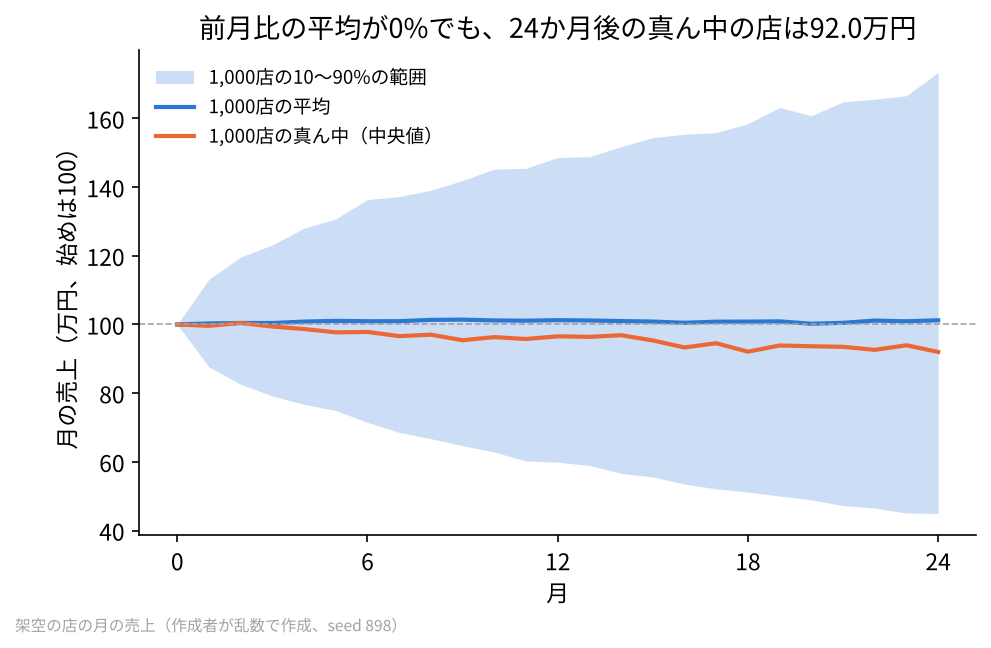 前月比の平均が0%でも、24か月後の真ん中の店は92.0万円
1,000店の10〜90%の範囲
1,000店の平均
1,000店の真ん中（中央値）
月の売上（万円、始めは100）
160
140
120
100
80
60
40
0 6 12 18 24
月
架空の店の月の売上（作成者が乱数で作成、seed 898）